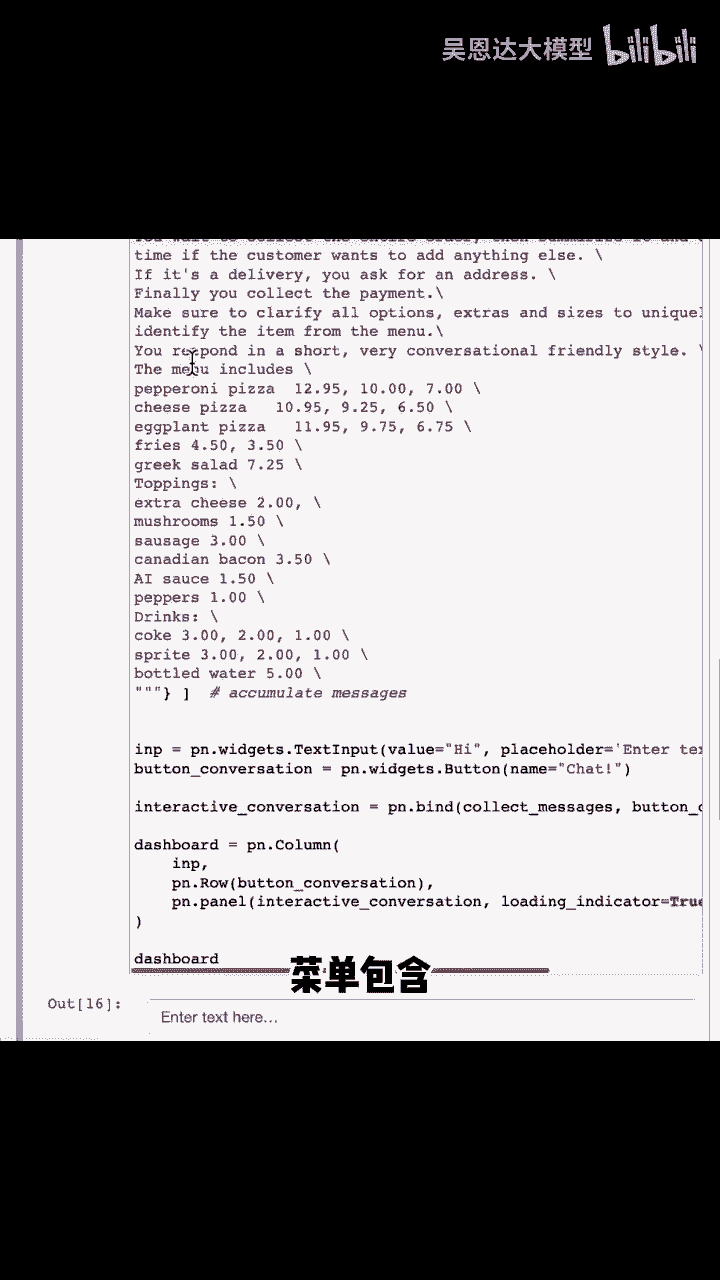 吴恩达大模型 bilibili
time if the customer wants to add anything else. \
If it's a delivery, you ask for an address. \
Finally you collect the payment.\
Make sure to clarify all options, extras and sizes to
identify the item from the menu.\
You respond in a short, very conversational friendly style. \
The menu includes \
pepperoni pizza  12.95, 10.00, 7.00 \
cheese pizza   10.95, 9.25, 6.50 \
eggplant pizza   11.95, 9.75, 6.75 \
fries 4.50, 3.50 \
greek salad 7.25 \
Toppings: \
extra cheese 2.00, \
mushrooms 1.50 \
sausage 3.00 \
canadian bacon 3.50 \
AI sauce 1.50 \
peppers 1.00 \
Drinks: \
coke 3.00, 2.00, 1.00 \
sprite 3.00, 2.00, 1.00 \
bottled water 5.00 \
"""} ]  # accumulate messages
inp = pn.widgets.TextInput(value="Hi", placeholder='Enter
button_conversation = pn.widgets.Button(name="Chat!")
interactive_conversation = pn.bind(collect_messages,
dashboard = pn.Column(
    inp,
    pn.Row(button_conversation),
    pn.panel(interactive_conversation, loading_indicator=True
)
dashboard
菜单包含
Out[16]:
Enter text here...